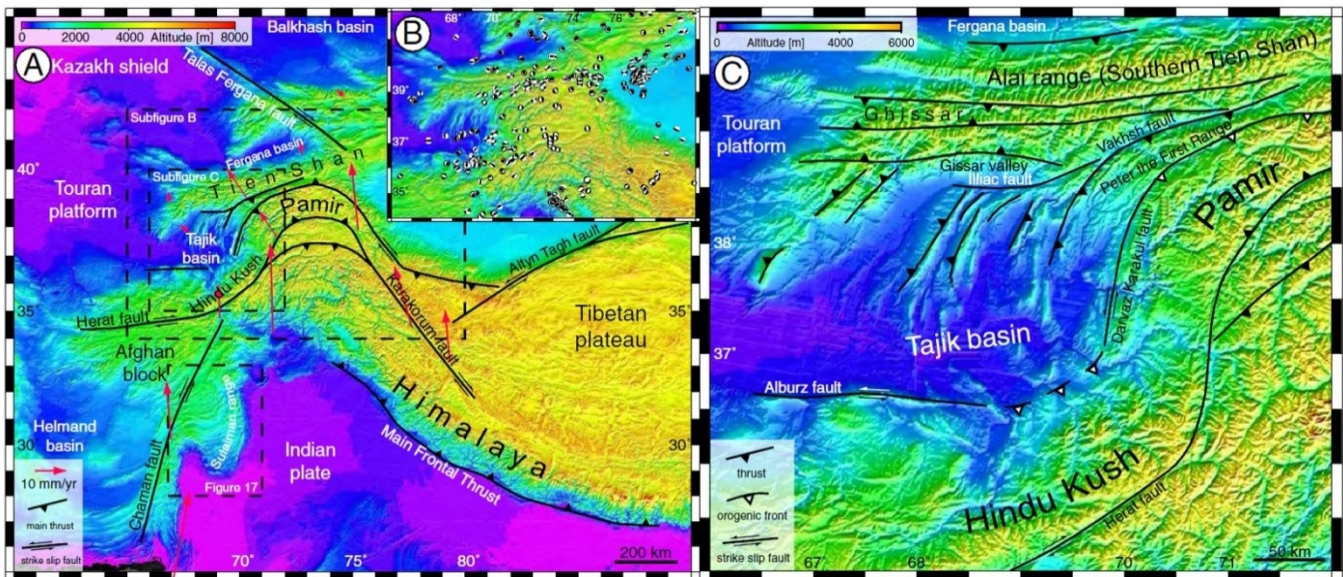 0 2000 4000 Altitude [m] 8000
Balkhash basin
A
Kazakh shield
Talas Fergana fault
Subfigure B
Fergana basin
40°
Subfigure C
Tien Shan
Touran
platform
Pamir
Tajik
basin
Hindu Kush
Altyn Tagh fault
35
Herat fault
Karakorum fault
35
Tibetan
plateau
Afghan
block
Himalaya
Helmand
basin
Sulaiman range
Indian
plate
Main Frontal Thrust
30
30°
10 mm/yr
Chaman fault
Figure 17
main thrust
strike slip fault
70°
75°
80°
200 km
B
68°
70
74
76
39°
37
35
37°
35°
70°
74°
C
0 Altitude [m] 4000 6000
Fergana basin
Alai range (Southern Tien Shan)
Ghissar
Touran
platform
Vakhsh fault
Gissar valley
Illiac fault
Peter the First Range
Pamir
38
Darvaz Karakul fault
Tajik basin
37°
Alburz fault
thrust
Hindu Kush
orogenic front
Herat fault
strike slip fault
67
70
71
50 km